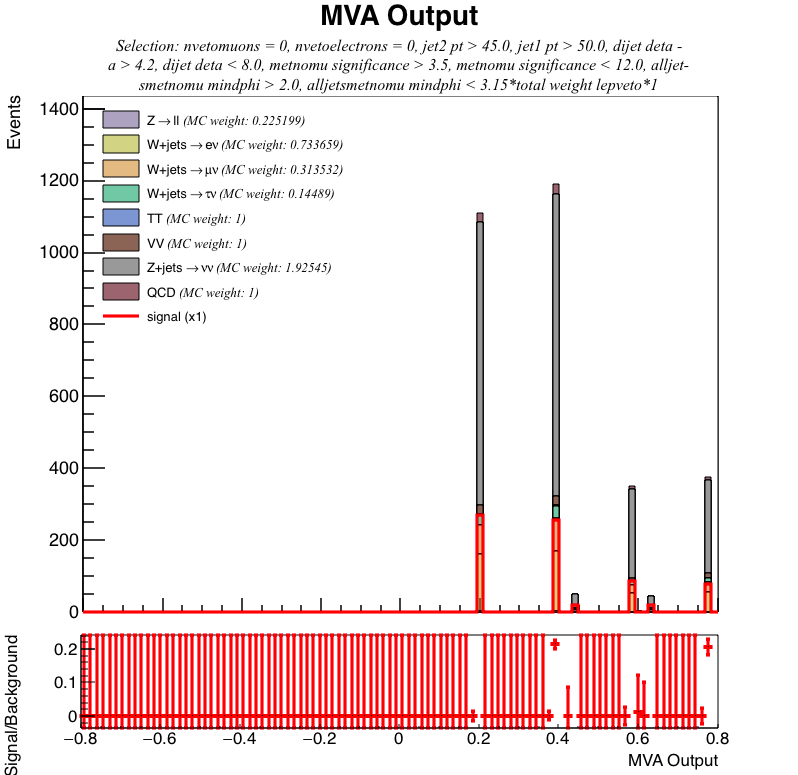 MVA Output
Selection: nvetomuons = 0, nvetoelectrons = 0, jet2 pt > 45.0, jet1 pt > 50.0, dijet deta -
a > 4.2, dijet deta < 8.0, metnomu significance > 3.5, metnomu significance < 12.0, alljet-
smetnomu mindphi > 2.0, alljetsmetnomu mindphi < 3.15*total weight lepveto*1
Events
1400
1200
1000
800
600
400
200
0
Z→ll (MC weight: 0.225199)
W+jets→eν (MC weight: 0.733659)
W+jets→μν (MC weight: 0.313532)
W+jets→τν (MC weight: 0.14489)
TT (MC weight: 1)
VV (MC weight: 1)
Z+jets→νν (MC weight: 1.92545)
QCD (MC weight: 1)
signal (x1)
Signal/Background
0.2
0.1
0
−0.8 −0.6 −0.4 −0.2 0 0.2 0.4 0.6 0.8
MVA Output